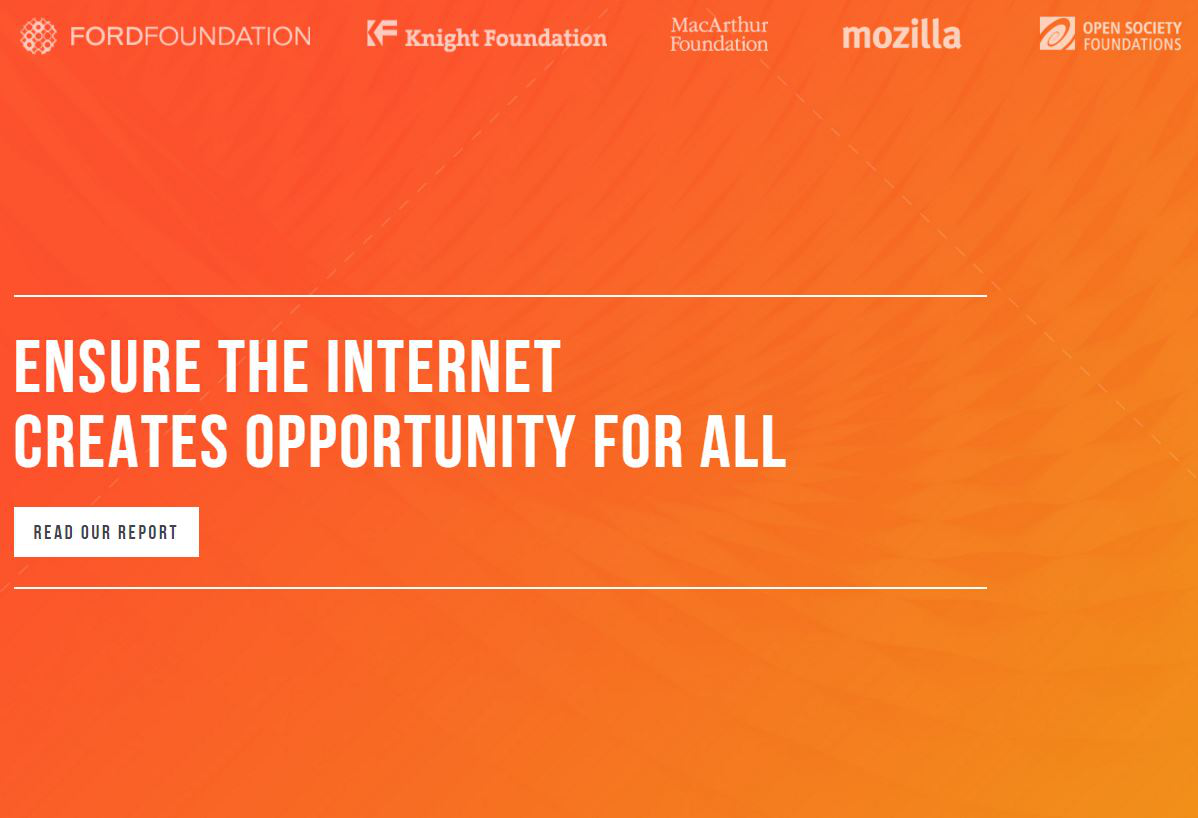 FORDFOUNDATION
Knight Foundation
MacArthur
Foundation
mozilla
OPEN SOCIETY
FOUNDATIONS
ENSURE THE INTERNET
CREATES OPPORTUNITY FOR ALL
READ OUR REPORT